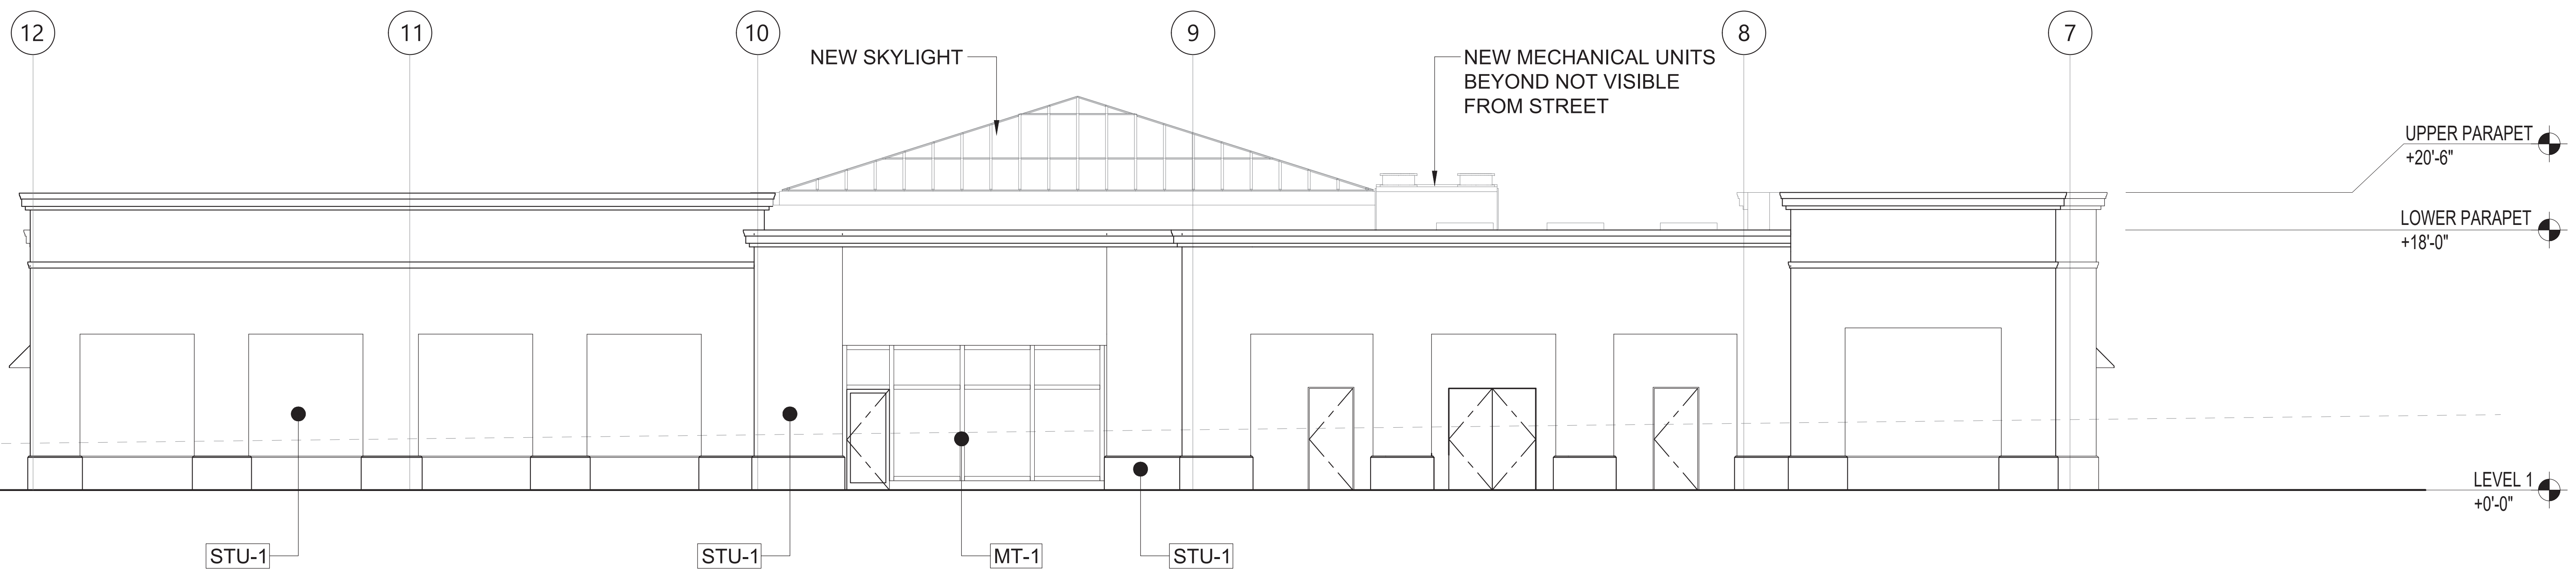 12
11
10
9
8
7
NEW SKYLIGHT
NEW MECHANICAL UNITS
BEYOND NOT VISIBLE
FROM STREET
UPPER PARAPET
+20'-6"
LOWER PARAPET
+18'-0"
LEVEL 1
+0'-0"
STU-1
STU-1
MT-1
STU-1